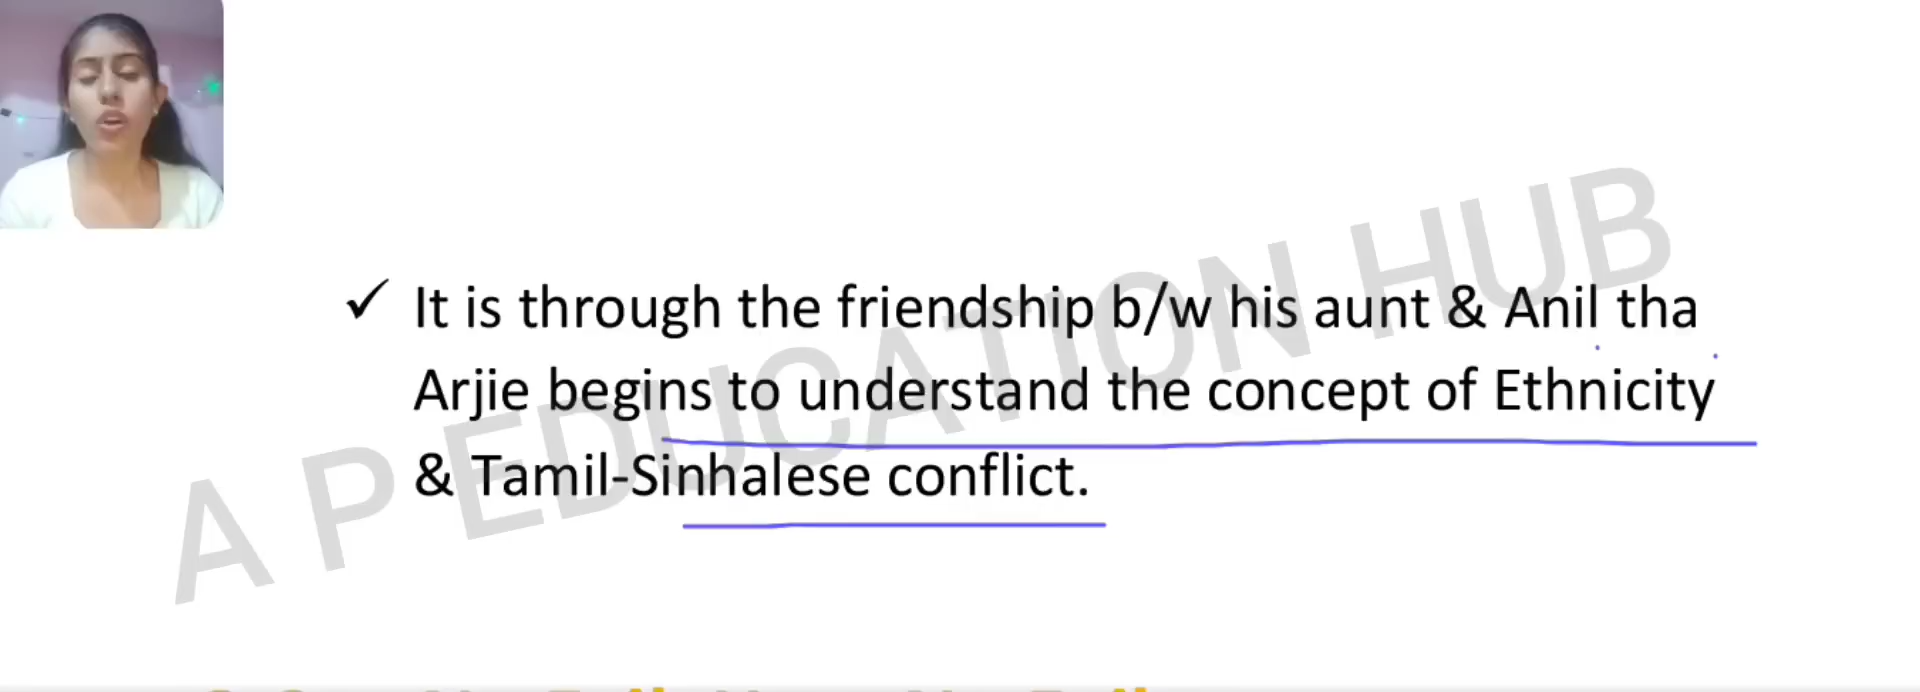 It is through the friendship b/w his aunt & Anil tha
Arjie begins to understand the concept of Ethnicity
& Tamil-Sinhalese conflict.
A P EDUCATION HUB